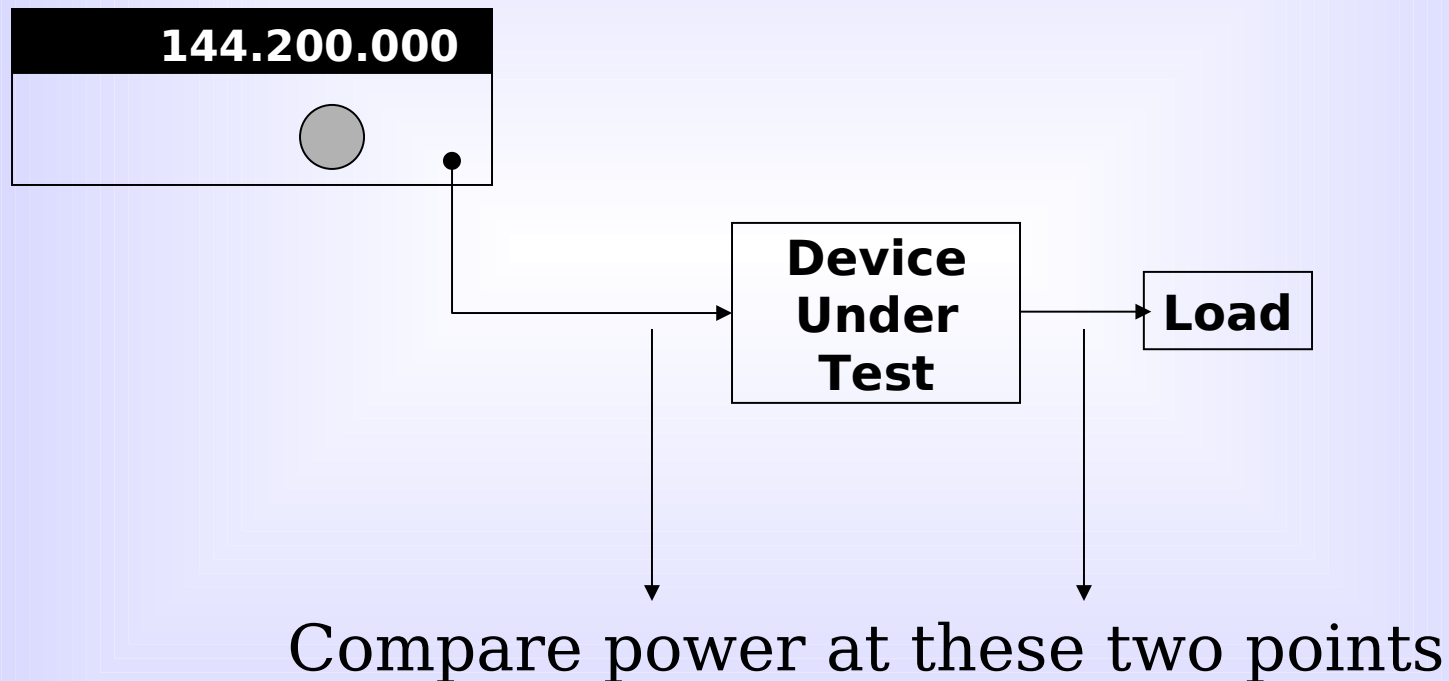 144.200.000
Device
Under
Test
Load
Compare power at these two points